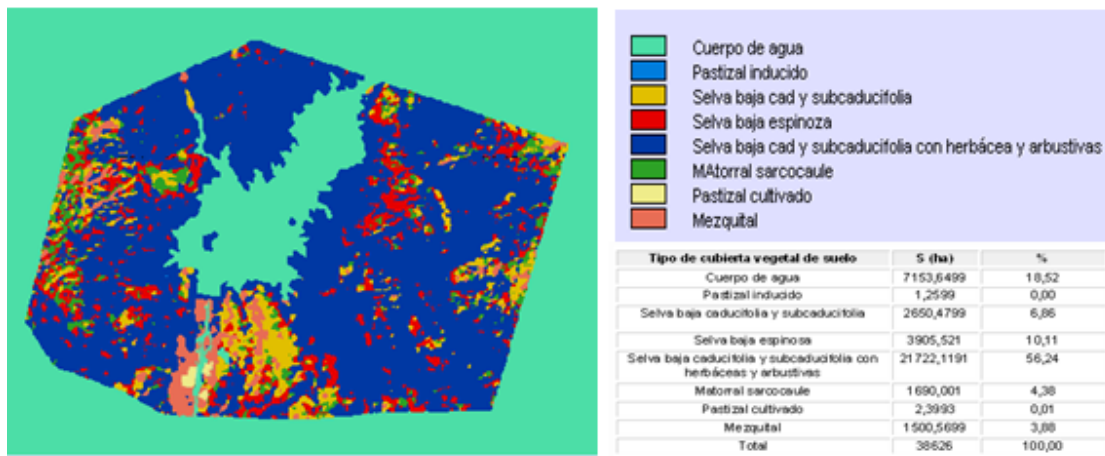 Cuerpo de agua
Pastizal inducido
Selva baja cad y subcaducifolia
Selva baja espinoza
Selva baja cad y subcaducifolia con herbácea y arbustivas
MAtorral sarcocaule
Pastizal cultivado
Mezquital
Tipo de cubierta vegetal de suelo S (ha) %
Cuerpo de agua 7153,6499 18,52
Pastizal inducido 1,2599 0,00
Selva baja caducifolia y subcaducifolia 2650,4799 6,86
Selva baja espinosa 3905,521 10,11
Selva baja caducifolia y subcaducifolia con 21722,1191 56,24
herbáceas y arbustivas
Matorral sarcocaule 1690,001 4,38
Pastizal cultivado 2,3993 0,01
Mezquital 1500,5699 3,88
Total 38626 100,00